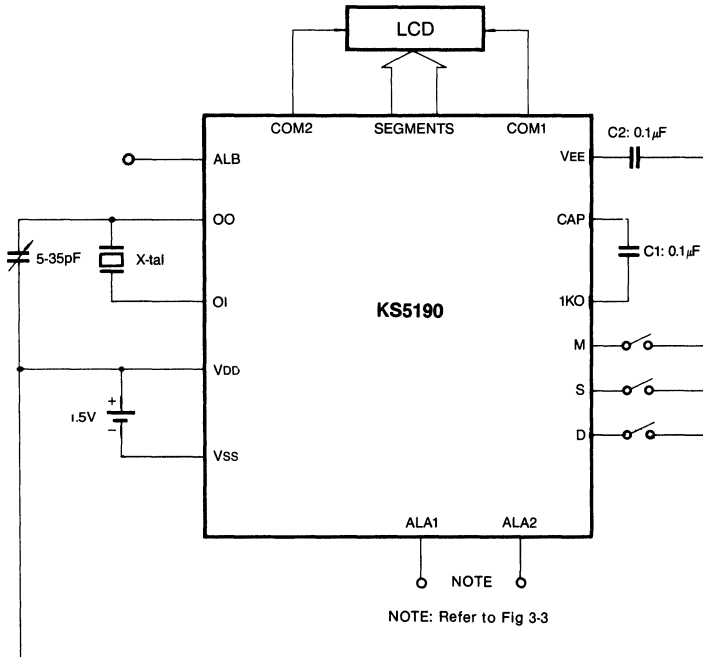 LCD
COM2 SEGMENTS COM1
C2: 0.1μF
ALB
VEE
OO
CAP
5-35pF
X-tal
C1: 0.1μF
OI
1KO
KS5190
M
VDD
S
+
1.5V
D
−
VSS
ALA1 ALA2
NOTE
NOTE: Refer to Fig 3-3